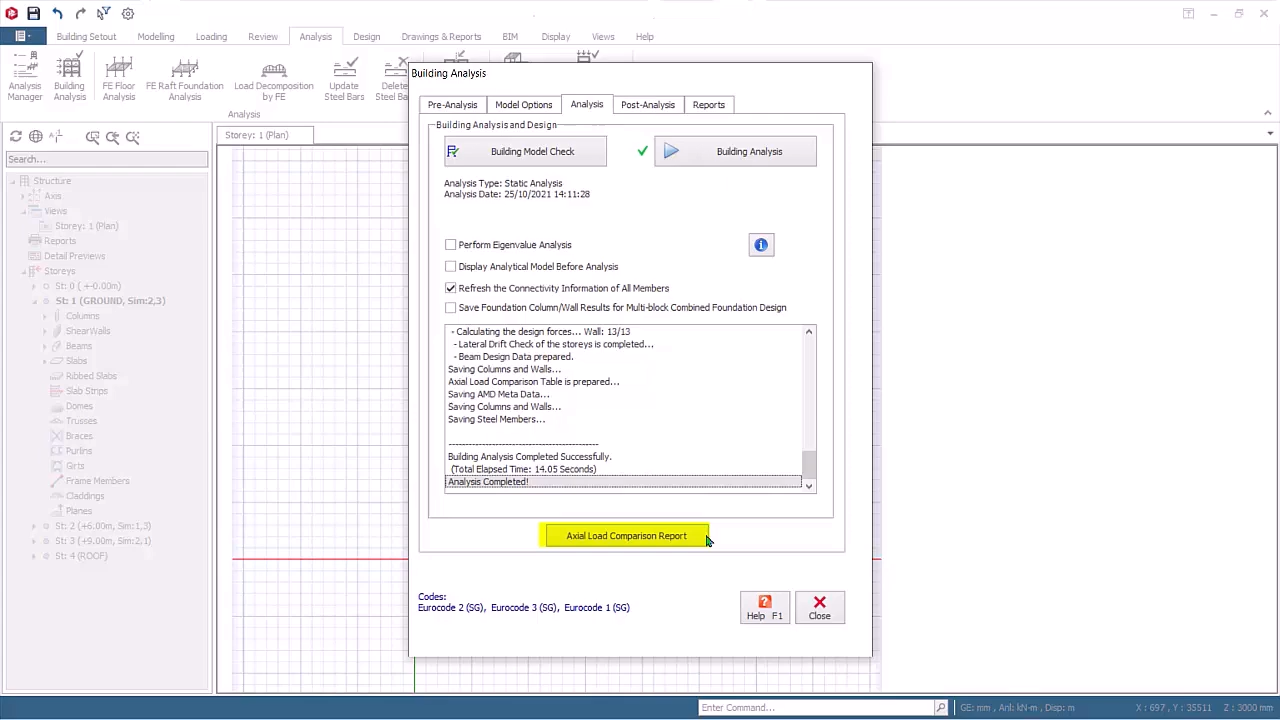 Building Setout
Modelling
Loading
Review
Analysis
Design
Drawings & Reports
BIM
Display
Views
Help
Analysis
Manager
Building
Analysis
FE Floor
Analysis
FE Raft Foundation
Analysis
Load Decomposition
by FE
Update
Steel Bars
Delete
Steel Ba
Analysis
Storey: 1 (Plan)
Search...
Structure
Axis
Views
Storey: 1 (Plan)
Reports
Detail Previews
Storeys
St: 0 (+-0.00m)
St: 1 (GROUND, Sim:2,3)
Columns
ShearWalls
Beams
Slabs
Ribbed Slabs
Slab Strips
Domes
Trusses
Braces
Purlins
Girts
Frame Members
Claddings
Planes
St: 2 (+6.00m, Sim:1,3)
St: 3 (+9.00m, Sim:2,1)
St: 4 (ROOF)
Building Analysis
Pre-Analysis
Model Options
Analysis
Post-Analysis
Reports
Building Analysis and Design
Building Model Check
Building Analysis
Analysis Type: Static Analysis
Analysis Date: 25/10/2021 14:11:28
Perform Eigenvalue Analysis
Display Analytical Model Before Analysis
Refresh the Connectivity Information of All Members
Save Foundation Column/Wall Results for Multi-block Combined Foundation Design
- Calculating the design forces... Wall: 13/13
- Lateral Drift Check of the storeys is completed...
- Beam Design Data prepared.
Saving Columns and Walls...
Axial Load Comparison Table is prepared...
Saving AMD Meta Data...
Saving Columns and Walls...
Saving Steel Members...
---------------------------------------------
Building Analysis Completed Successfully.
(Total Elapsed Time: 14.05 Seconds)
Analysis Completed!
Axial Load Comparison Report
Codes:
Eurocode 2 (SG), Eurocode 3 (SG), Eurocode 1 (SG)
Help F1
Close
Enter Command...
GE: mm , Anl: kN-m , Disp: m
X : 697 , Y : 35511
Z : 3000 mm